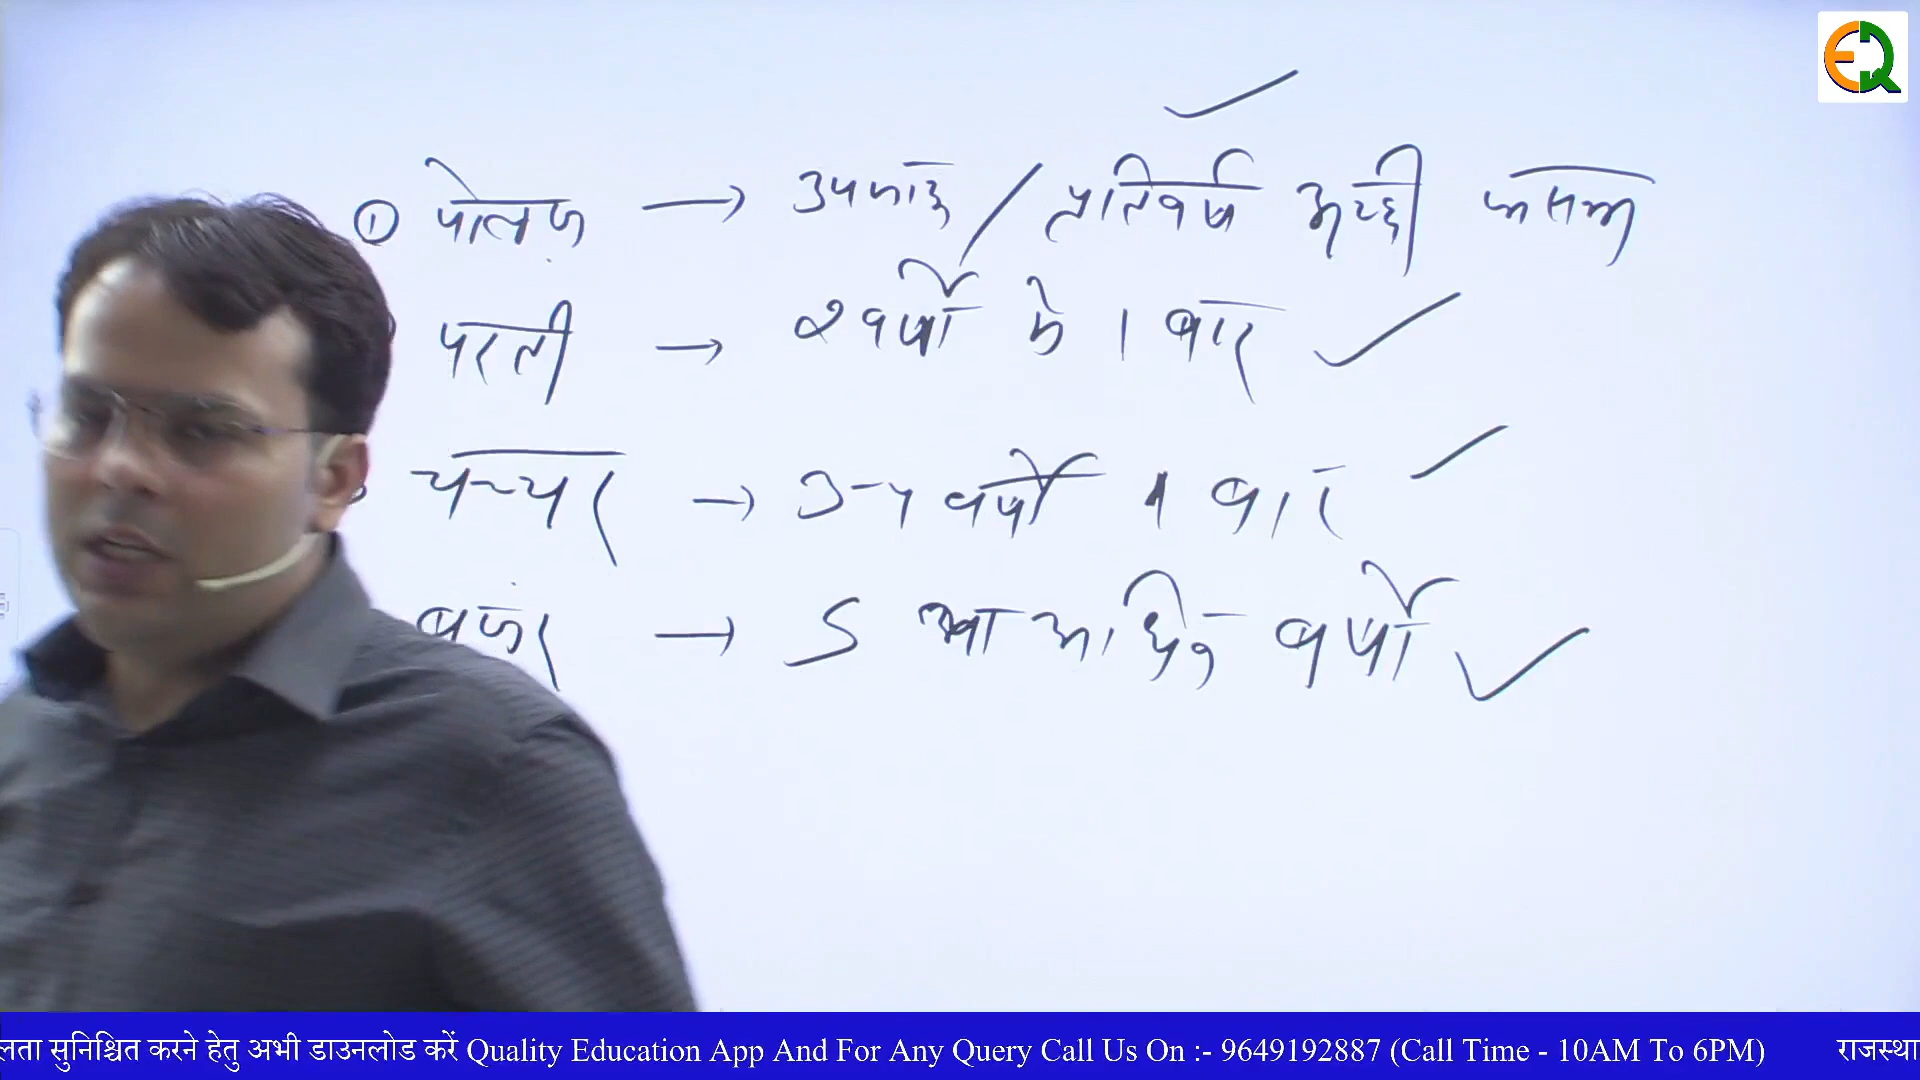 ① पोलज → उपजाऊ / प्रतिवर्ष अच्छी फसल
परती → 2 वर्षो मे 1 बार
चच्चर → 3-4 वर्षो 1 बार
बंजर → 5 या अधिक वर्षो
EQ
लता सुनिश्चित करने हेतु अभी डाउनलोड करें Quality Education App And For Any Query Call Us On :- 9649192887 (Call Time - 10AM To 6PM) राजस्था